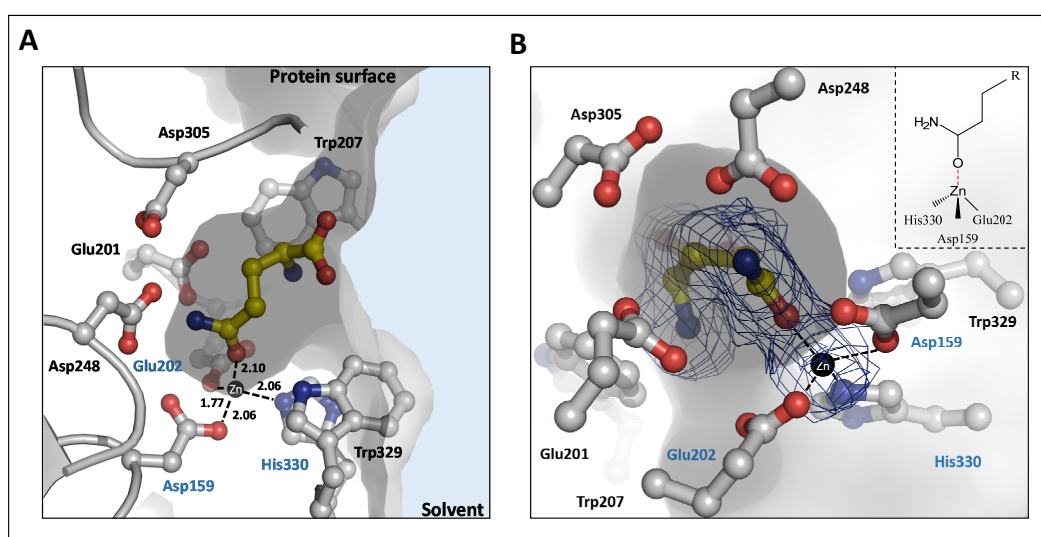 A
Protein surface
Asp305
Trp207
Glu201
Asp248
Glu202
2.10
Zn
2.06
1.77
2.06
Trp329
His330
Asp159
Solvent
B
Asp248
Asp305
R
H₂N
O
Zn
His330
Glu202
Asp159
Trp329
Asp159
Zn
Glu201
Glu202
His330
Trp207